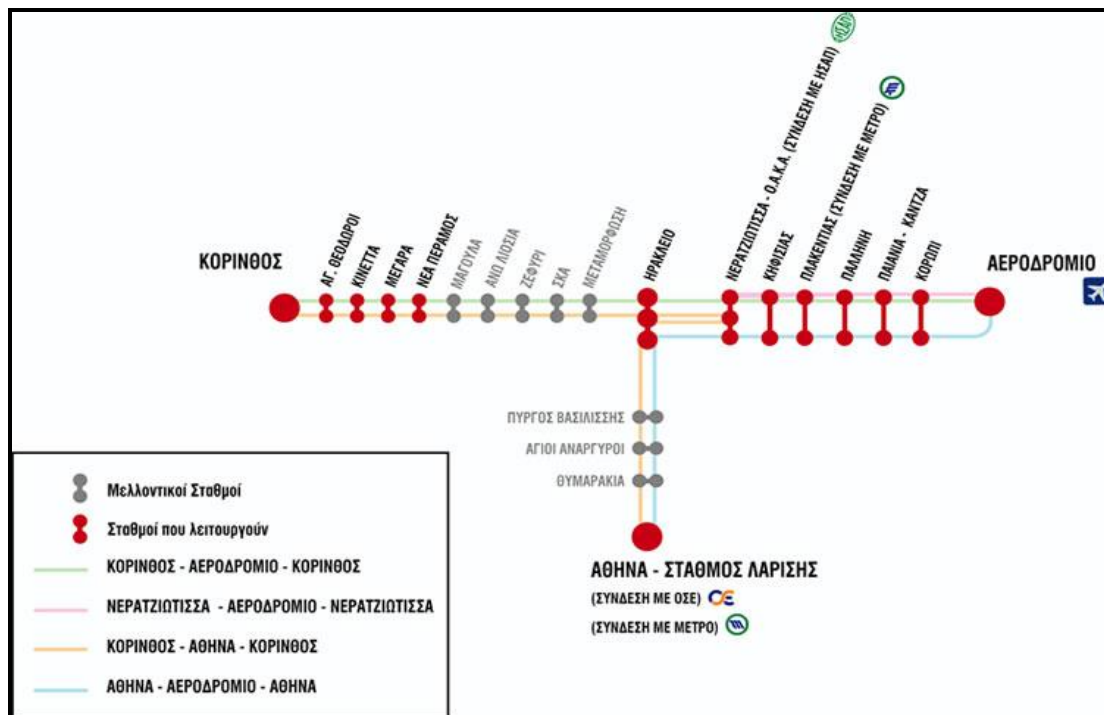 ΚΟΡΙΝΘΟΣ
ΑΓ. ΘΕΟΔΩΡΟΙ
ΚΙΝΕΤΤΑ
ΜΕΓΑΡΑ
ΝΕΑ ΠΕΡΑΜΟΣ
ΜΑΓΟΥΛΑ
ΑΝΩ ΛΙΟΣΙΑ
ΖΕΦΥΡΙ
ΣΚΑ
ΜΕΤΑΜΟΡΦΩΣΗ
ΗΡΑΚΛΕΙΟ
ΝΕΡΑΤΖΙΩΤΙΣΣΑ - Ο.Α.Κ.Α. (ΣΥΝΔΕΣΗ ΜΕ ΗΣΑΠ)
ΗΣΑΠ
ΚΗΦΙΣΙΑΣ
ΠΛΑΚΕΝΤΙΑΣ (ΣΥΝΔΕΣΗ ΜΕ ΜΕΤΡΟ)
ΠΑΛΛΗΝΗ
ΠΑΙΑΝΙΑ - ΚΑΝΤΖΑ
ΚΟΡΩΠΙ
ΑΕΡΟΔΡΟΜΙΟ
ΠΥΡΓΟΣ ΒΑΣΙΛΙΣΣΗΣ
ΑΓΙΟΙ ΑΝΑΡΓΥΡΟΙ
ΘΥΜΑΡΑΚΙΑ
ΑΘΗΝΑ - ΣΤΑΘΜΟΣ ΛΑΡΙΣΗΣ
(ΣΥΝΔΕΣΗ ΜΕ ΟΣΕ)
(ΣΥΝΔΕΣΗ ΜΕ ΜΕΤΡΟ)
Μελλοντικοί Σταθμοί
Σταθμοί που λειτουργούν
ΚΟΡΙΝΘΟΣ - ΑΕΡΟΔΡΟΜΙΟ - ΚΟΡΙΝΘΟΣ
ΝΕΡΑΤΖΙΩΤΙΣΣΑ - ΑΕΡΟΔΡΟΜΙΟ - ΝΕΡΑΤΖΙΩΤΙΣΣΑ
ΚΟΡΙΝΘΟΣ - ΑΘΗΝΑ - ΚΟΡΙΝΘΟΣ
ΑΘΗΝΑ - ΑΕΡΟΔΡΟΜΙΟ - ΑΘΗΝΑ